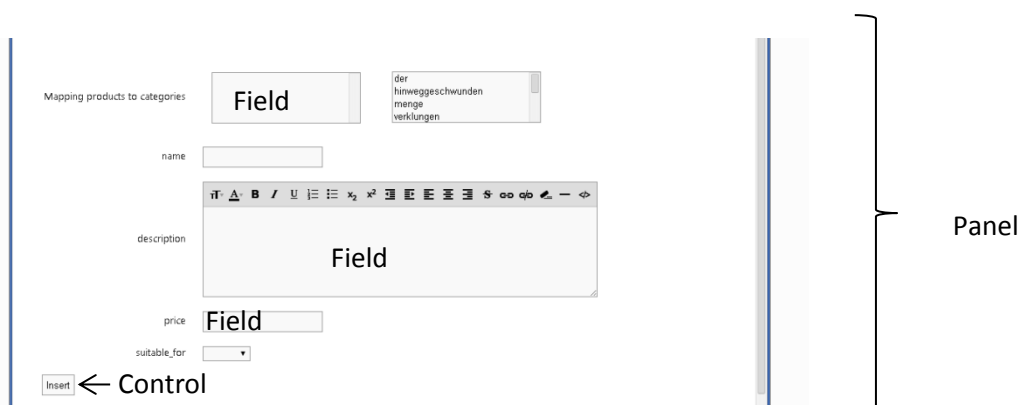 der
hinweggeschwunden
Mapping products to categories Field menge
verklungen
name
description
Field
price Field
suitable_for
Insert Control
Panel